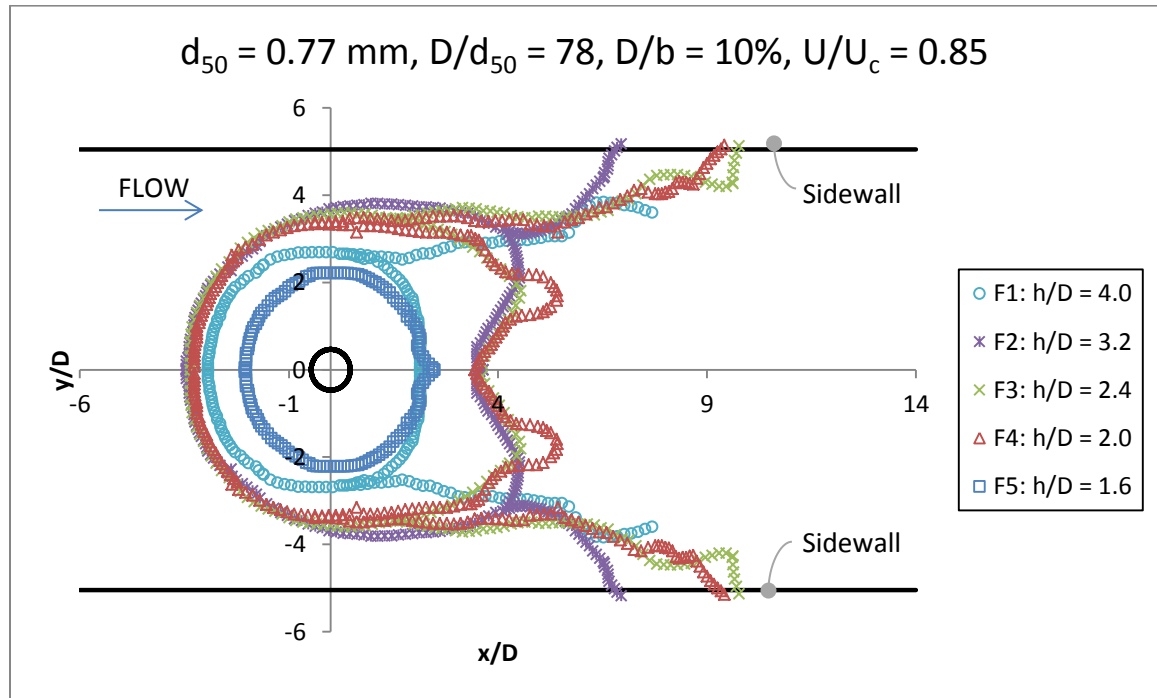 d50 = 0.77 mm, D/d50 = 78, D/b = 10%, U/Uc = 0.85
6
FLOW
4
Sidewall
2
F1: h/D = 4.0
F2: h/D = 3.2
y/D
0
F3: h/D = 2.4
-6
-1
4
9
14
F4: h/D = 2.0
-2
F5: h/D = 1.6
-4
Sidewall
-6
x/D